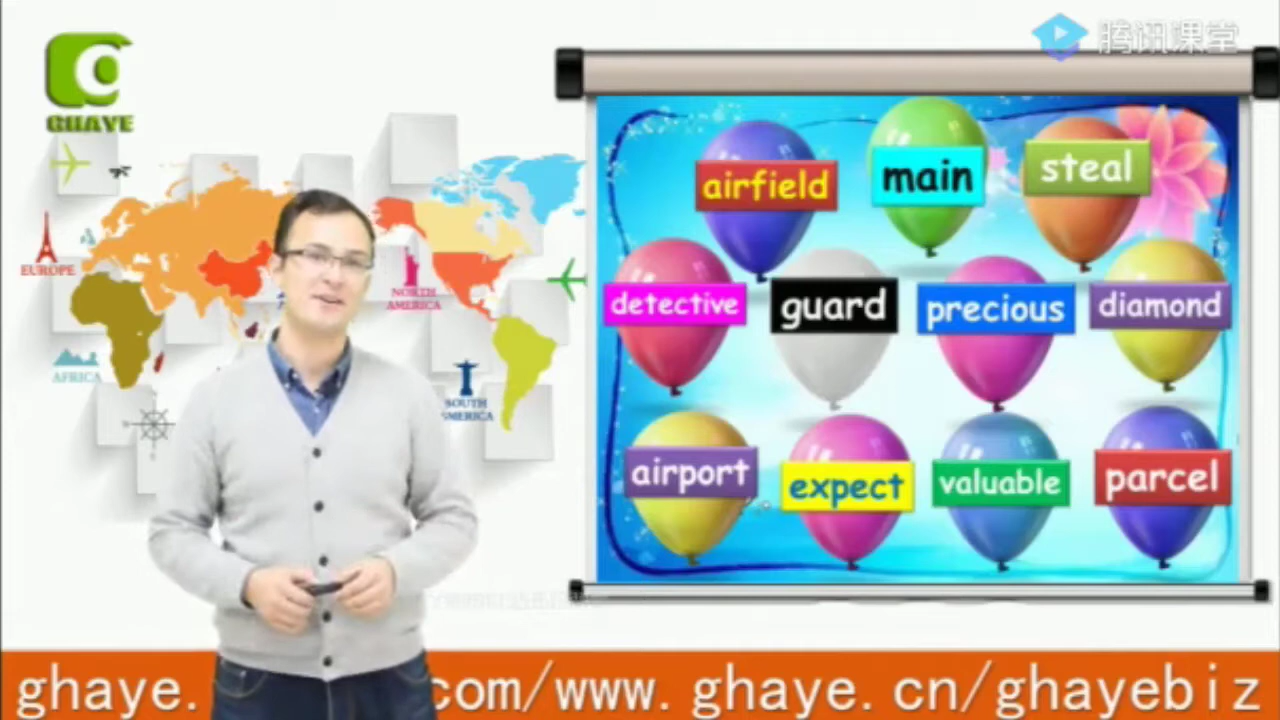 GHAYE
腾讯课堂
EUROPE
NORTH
AMERICA
AFRICA
SOUTH
AMERICA
airfield
main
steal
detective
guard
precious
diamond
airport
expect
valuable
parcel
ghaye.
com/www.ghaye.cn/ghayebiz